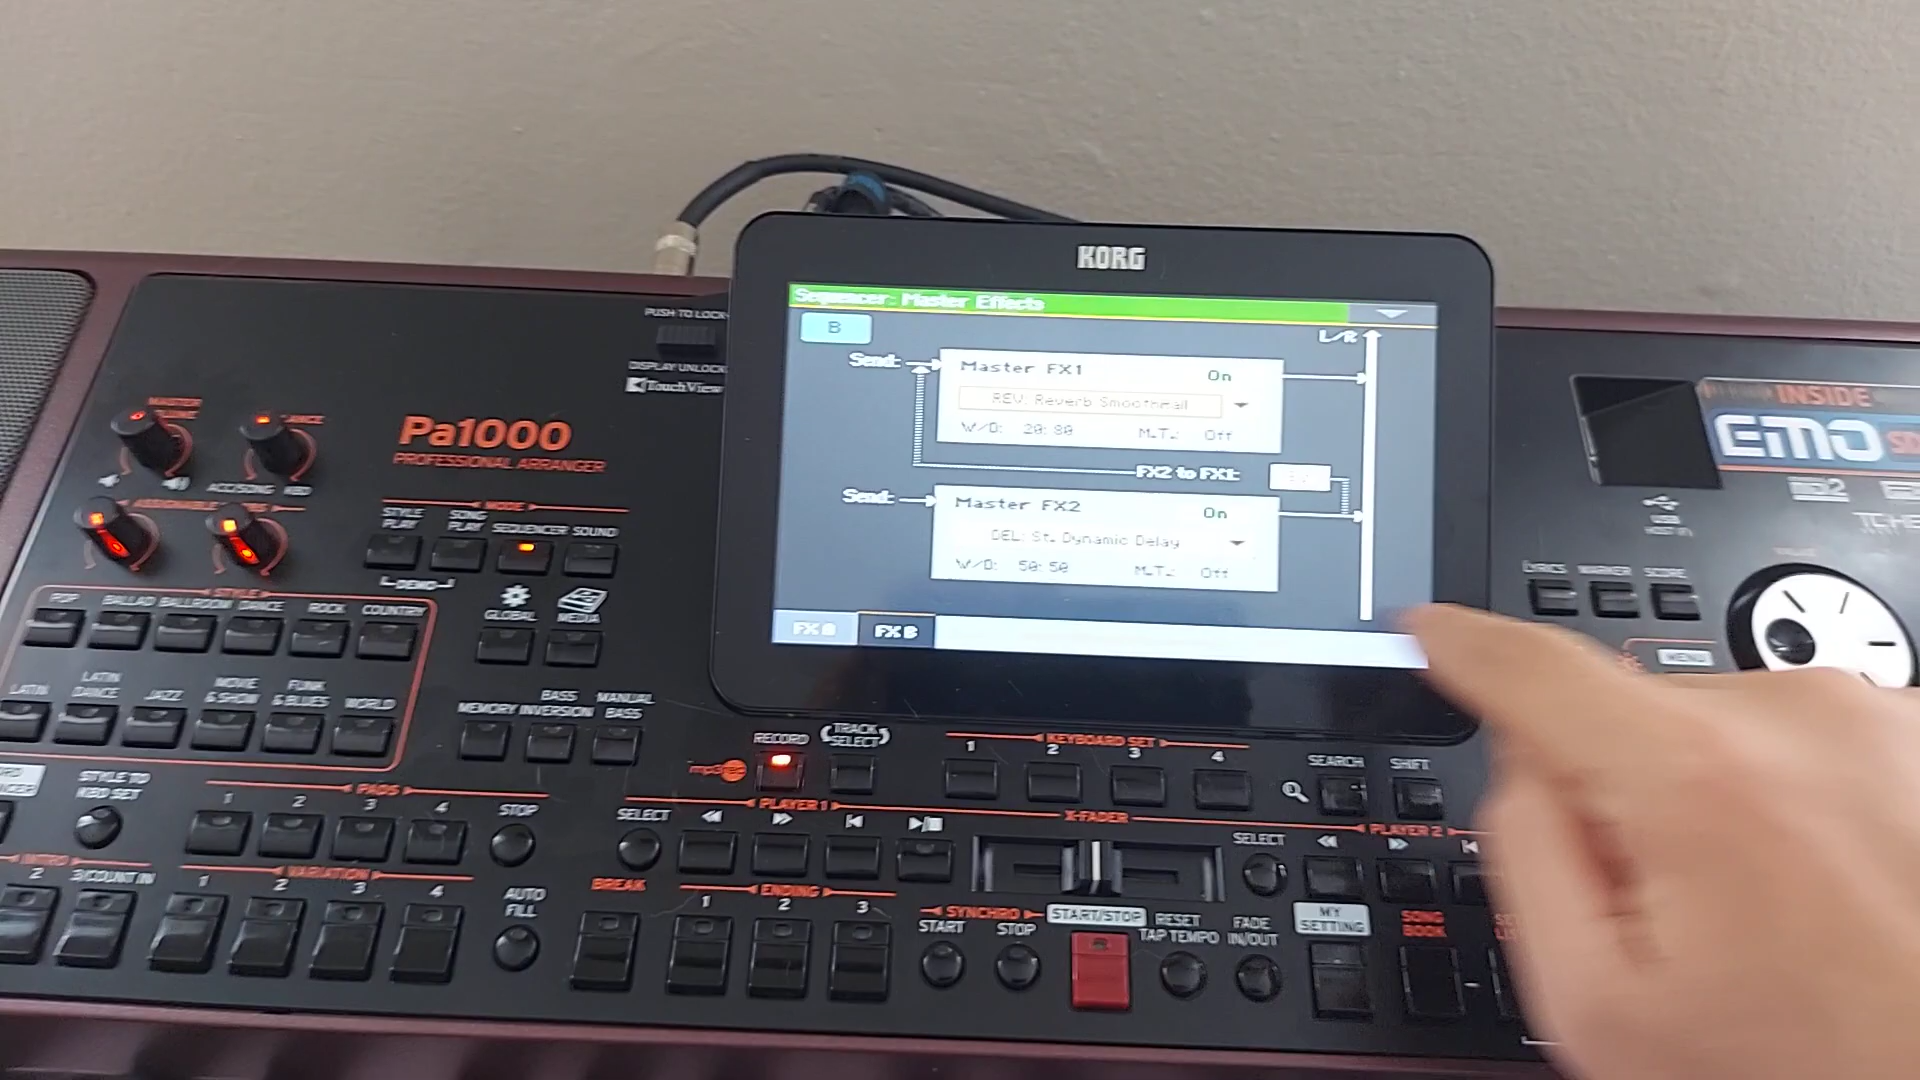 KORG
Sequencer: Master Effects
B
L/R
Send:
Master FX1
On
REV: Reverb SmoothHall
W/D: 20:80
M.T.: Off
FX2 to FX1:
Send:
Master FX2
On
DEL: St. Dynamic Delay
W/D: 50:50
M.T.: Off
FX A
FX B
PUSH TO LOCK
DISPLAY UNLOCK
TouchView
MASTER
ACC/SONG
KBD
Pa1000
PROFESSIONAL ARRANGER
MODE
STYLE PLAY
SONG PLAY
SEQUENCER
SOUND
DEMO
GLOBAL
MEDIA
STYLE
POP
BALLAD
BALLROOM
DANCE
ROCK
COUNTRY
LATIN
LATIN DANCE
JAZZ
MOVIE & SHOW
FUNK & BLUES
WORLD
MEMORY
BASS INVERSION
MANUAL BASS
INSIDE
LYRICS
MARKER
SCORE
VALUE
MENU
RECORD
TRACK SELECT
KEYBOARD SET
1
2
3
4
SEARCH
SHIFT
STYLE TO KBD SET
PADS
1
2
3
4
STOP
PLAYER 1
SELECT
X-FADER
SELECT
PLAYER 2
INTRO
2
3/COUNT IN
VARIATION
1
2
3
4
AUTO FILL
BREAK
ENDING
1
2
3
SYNCHRO
START
STOP
START/STOP
RESET
TAP TEMPO
FADE IN/OUT
MY SETTING
SONG BOOK